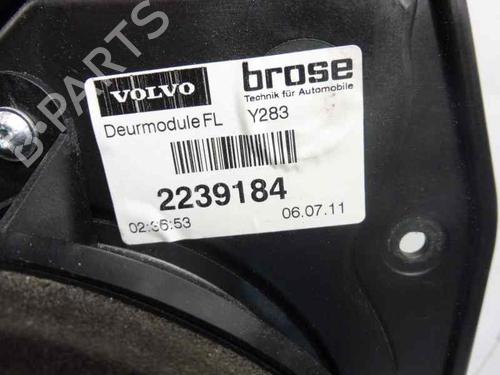 B-PARTS
VOLVO
brose
Technik für Automobile
Deurmodule FL Y283
2239184
02:36:53 06.07.11